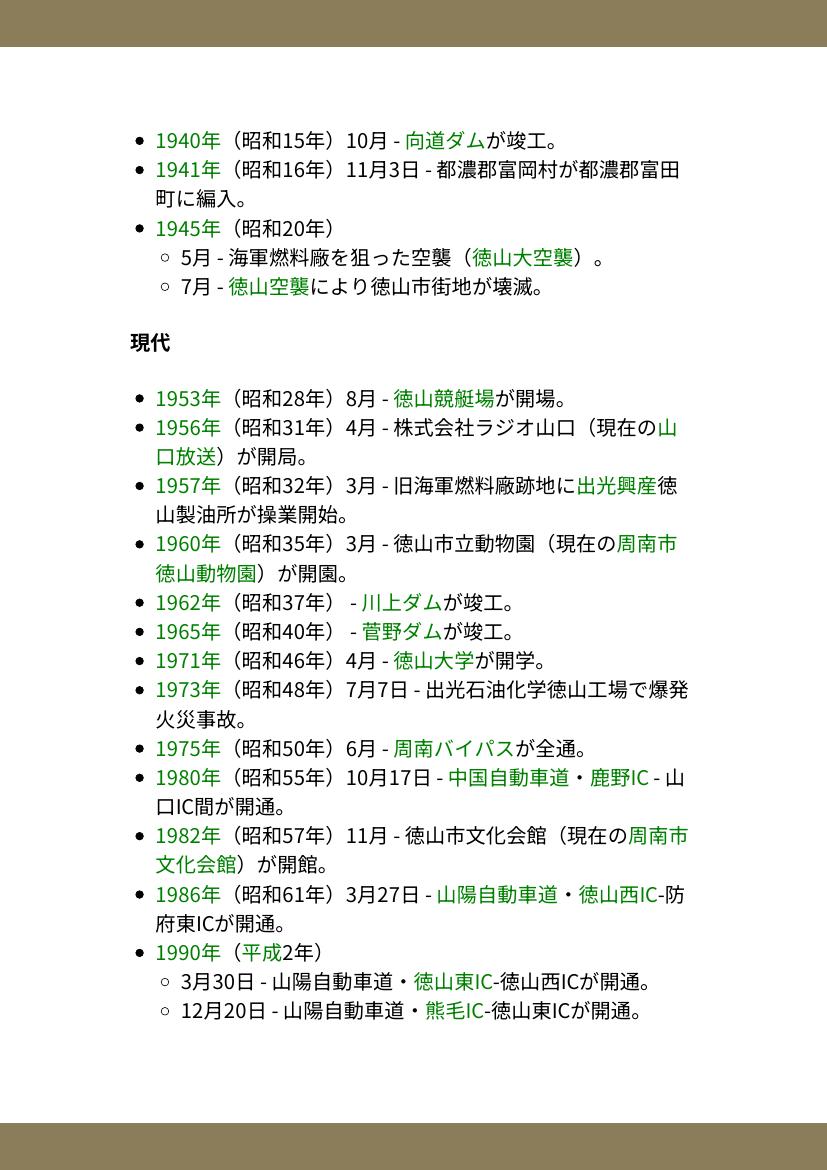 • 1940年（昭和15年）10月 - 向道ダムが竣工。
• 1941年（昭和16年）11月3日 - 都濃郡富岡村が都濃郡富田
町に編入。
• 1945年（昭和20年）
◦ 5月 - 海軍燃料廠を狙った空襲（徳山大空襲）。
◦ 7月 - 徳山空襲により徳山市街地が壊滅。
現代
• 1953年（昭和28年）8月 - 徳山競艇場が開場。
• 1956年（昭和31年）4月 - 株式会社ラジオ山口（現在の山
口放送）が開局。
• 1957年（昭和32年）3月 - 旧海軍燃料廠跡地に出光興産徳
山製油所が操業開始。
• 1960年（昭和35年）3月 - 徳山市立動物園（現在の周南市
徳山動物園）が開園。
• 1962年（昭和37年） - 川上ダムが竣工。
• 1965年（昭和40年） - 菅野ダムが竣工。
• 1971年（昭和46年）4月 - 徳山大学が開学。
• 1973年（昭和48年）7月7日 - 出光石油化学徳山工場で爆発
火災事故。
• 1975年（昭和50年）6月 - 周南バイパスが全通。
• 1980年（昭和55年）10月17日 - 中国自動車道・鹿野IC - 山
口IC間が開通。
• 1982年（昭和57年）11月 - 徳山市文化会館（現在の周南市
文化会館）が開館。
• 1986年（昭和61年）3月27日 - 山陽自動車道・徳山西IC-防
府東ICが開通。
• 1990年（平成2年）
◦ 3月30日 - 山陽自動車道・徳山東IC-徳山西ICが開通。
◦ 12月20日 - 山陽自動車道・熊毛IC-徳山東ICが開通。